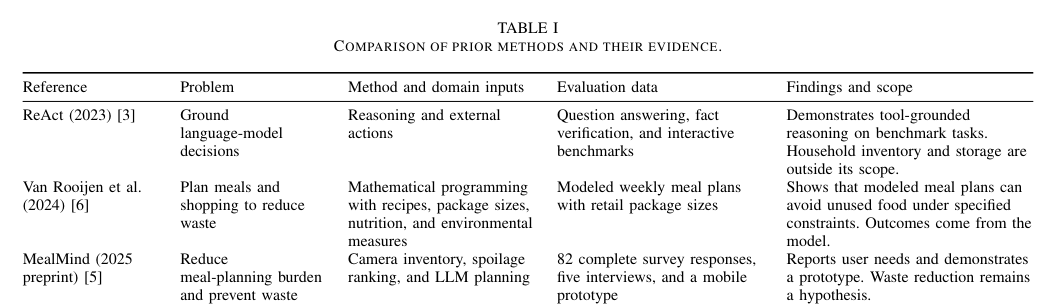 TABLE I
COMPARISON OF PRIOR METHODS AND THEIR EVIDENCE.
Reference Problem Method and domain inputs Evaluation data Findings and scope
ReAct (2023) [3] Ground Reasoning and external Question answering, fact Demonstrates tool-grounded
language-model actions verification, and interactive reasoning on benchmark tasks.
decisions benchmarks Household inventory and storage are
outside its scope.
Van Rooijen et al. Plan meals and Mathematical programming Modeled weekly meal plans Shows that modeled meal plans can
(2024) [6] shopping to reduce with recipes, package sizes, with retail package sizes avoid unused food under specified
waste nutrition, and environmental constraints. Outcomes come from the
measures model.
MealMind (2025 Reduce Camera inventory, spoilage 82 complete survey responses, Reports user needs and demonstrates
preprint) [5] meal-planning burden ranking, and LLM planning five interviews, and a mobile a prototype. Waste reduction remains
and prevent waste prototype a hypothesis.